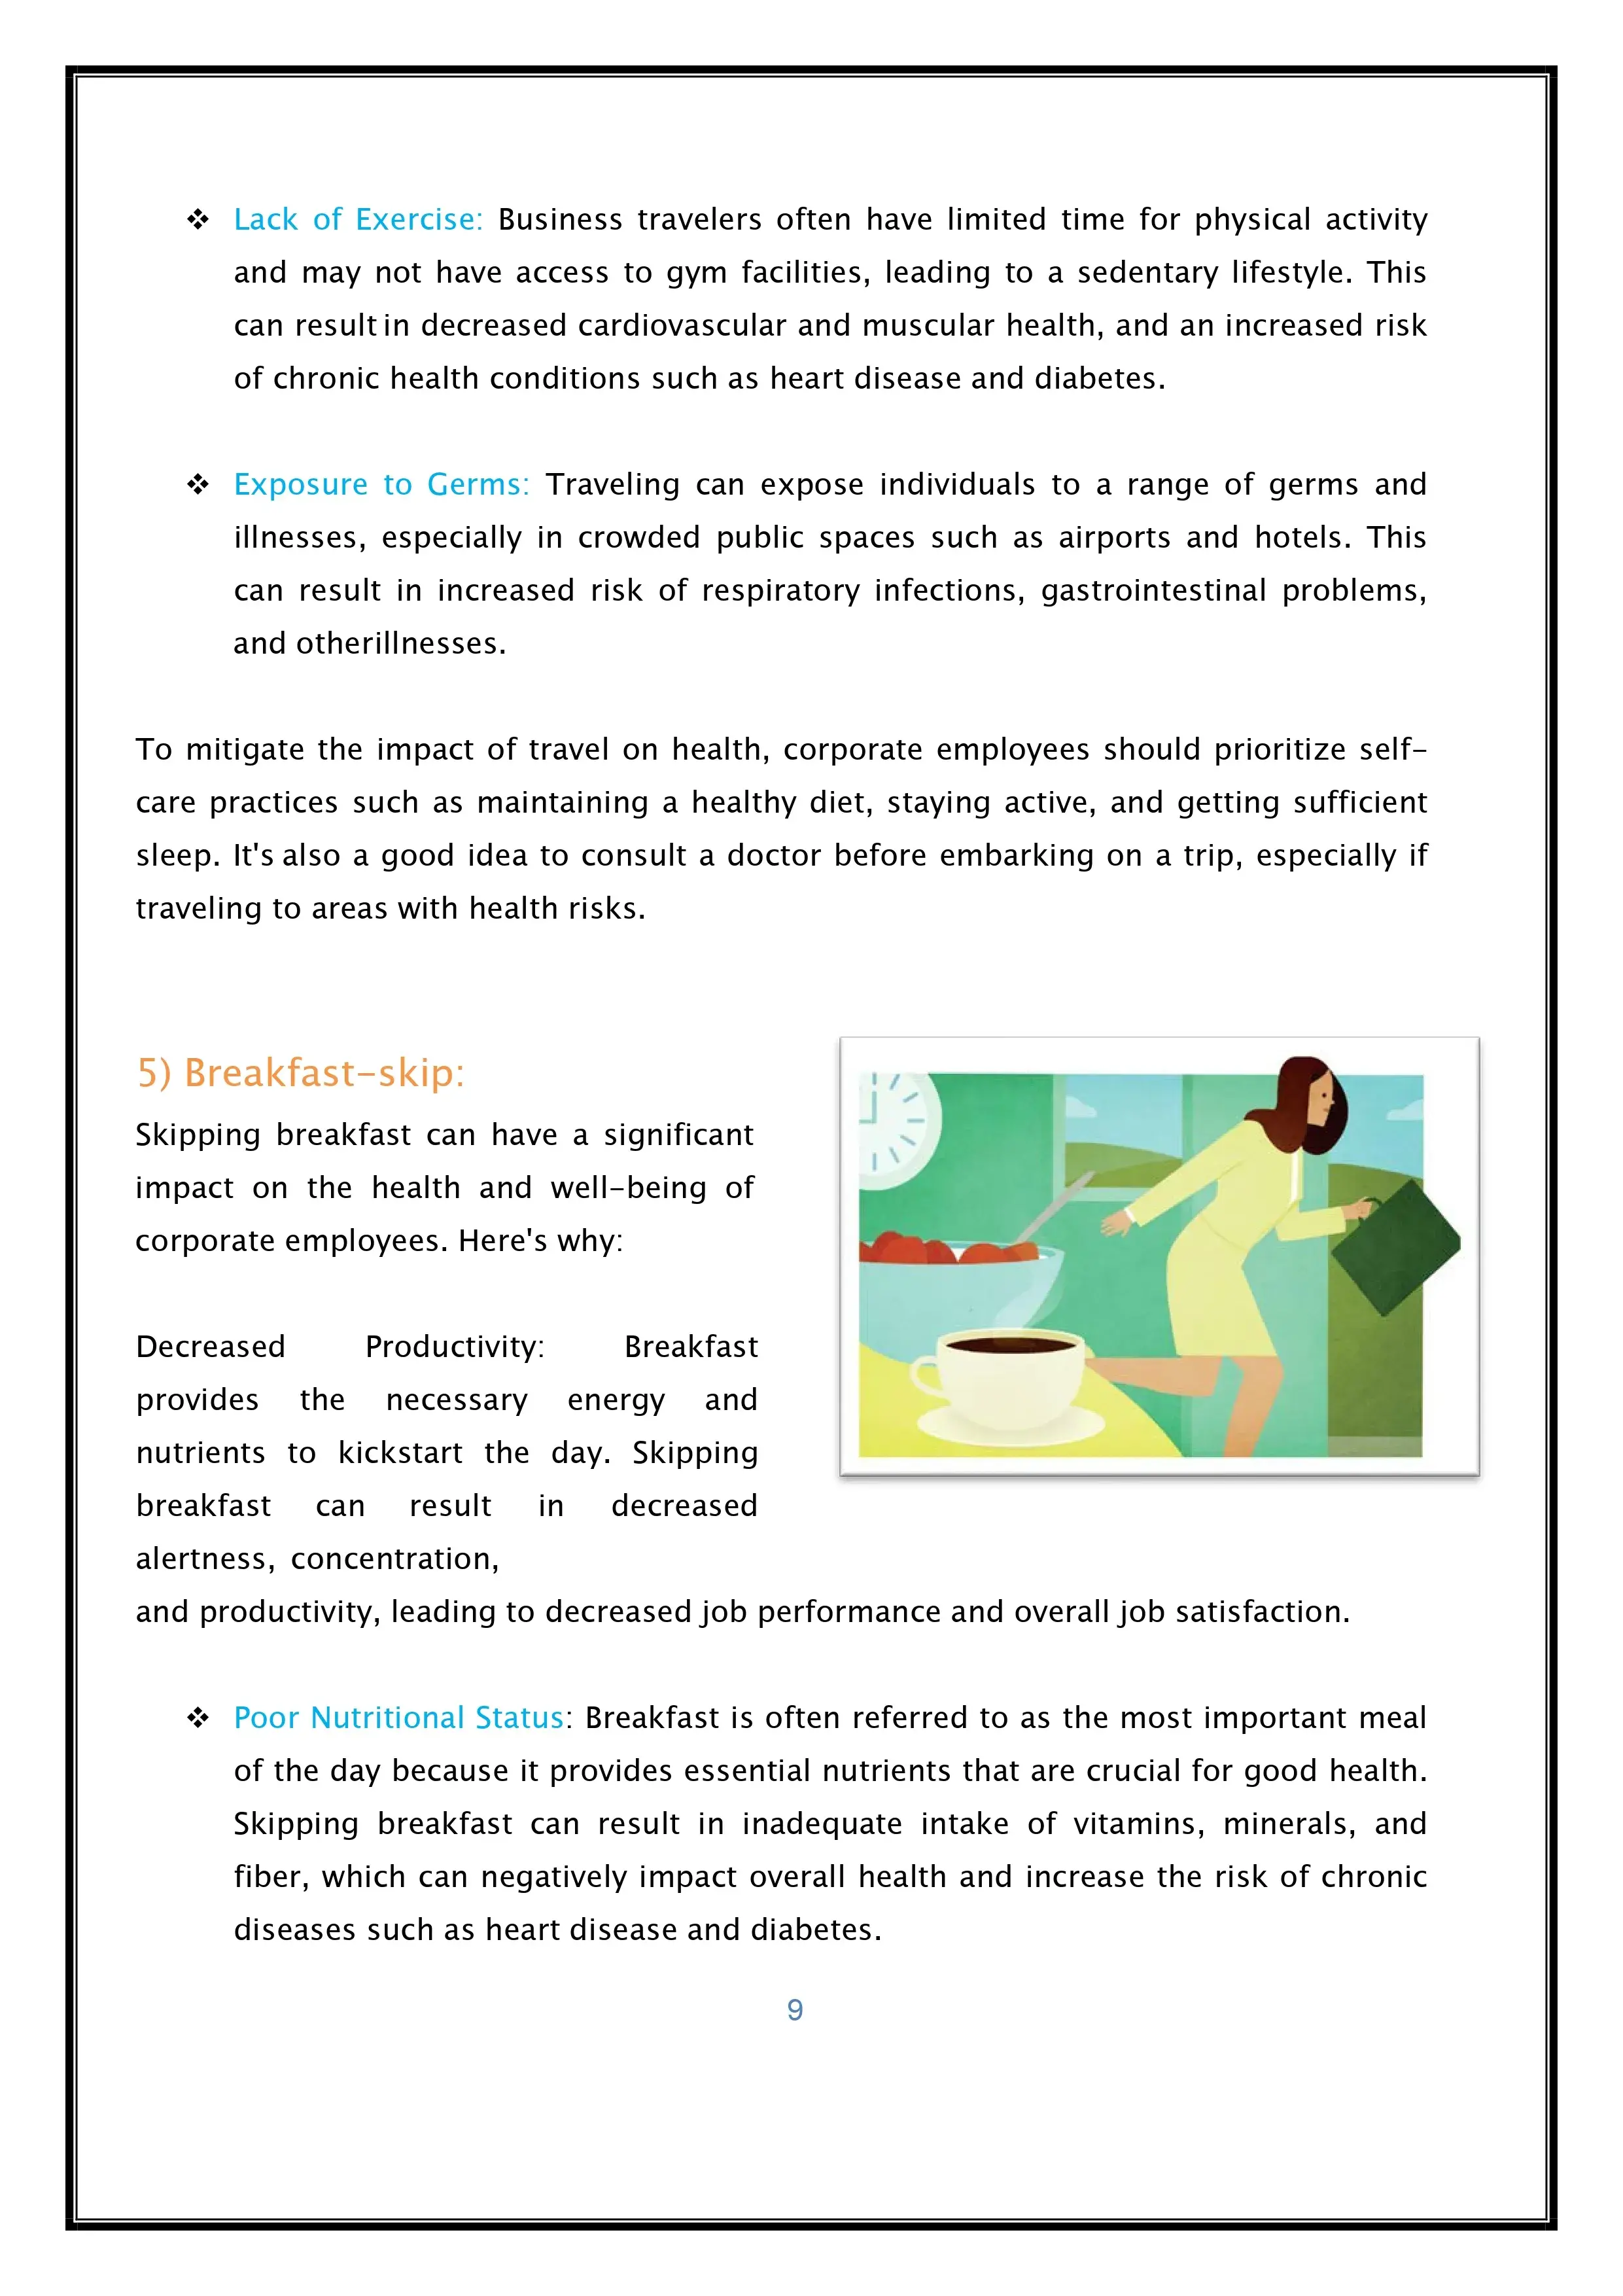 ❖ Lack of Exercise: Business travelers often have limited time for physical activity
and may not have access to gym facilities, leading to a sedentary lifestyle. This
can result in decreased cardiovascular and muscular health, and an increased risk
of chronic health conditions such as heart disease and diabetes.
❖ Exposure to Germs: Traveling can expose individuals to a range of germs and
illnesses, especially in crowded public spaces such as airports and hotels. This
can result in increased risk of respiratory infections, gastrointestinal problems,
and otherillnesses.
To mitigate the impact of travel on health, corporate employees should prioritize self-
care practices such as maintaining a healthy diet, staying active, and getting sufficient
sleep. It's also a good idea to consult a doctor before embarking on a trip, especially if
traveling to areas with health risks.
5) Breakfast-skip:
Skipping breakfast can have a significant
impact on the health and well-being of
corporate employees. Here's why:
Decreased Productivity: Breakfast
provides the necessary energy and
nutrients to kickstart the day. Skipping
breakfast can result in decreased
alertness, concentration,
and productivity, leading to decreased job performance and overall job satisfaction.
❖ Poor Nutritional Status: Breakfast is often referred to as the most important meal
of the day because it provides essential nutrients that are crucial for good health.
Skipping breakfast can result in inadequate intake of vitamins, minerals, and
fiber, which can negatively impact overall health and increase the risk of chronic
diseases such as heart disease and diabetes.
9